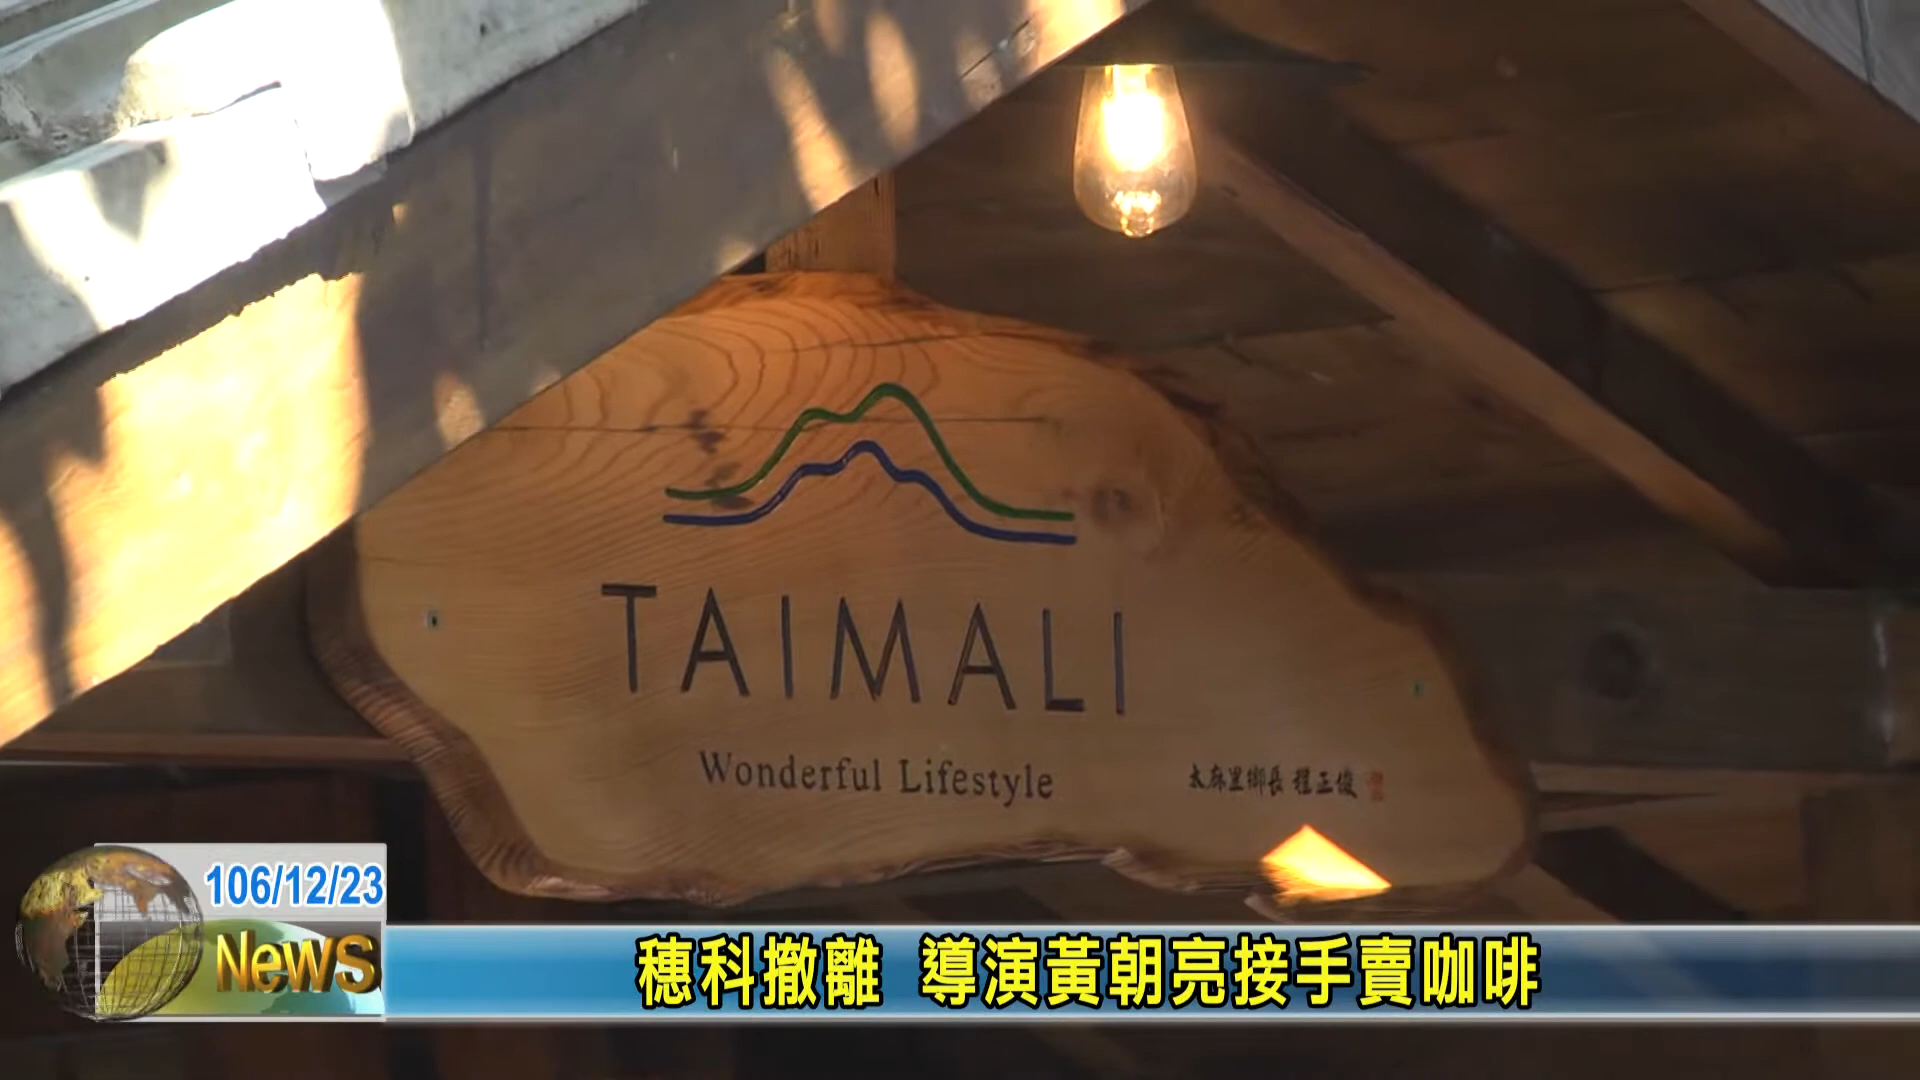 TAIMALI
Wonderful Lifestyle
太麻里鄉長 程正俊
106/12/23
News
穗科撤離 導演黃朝亮接手賣咖啡